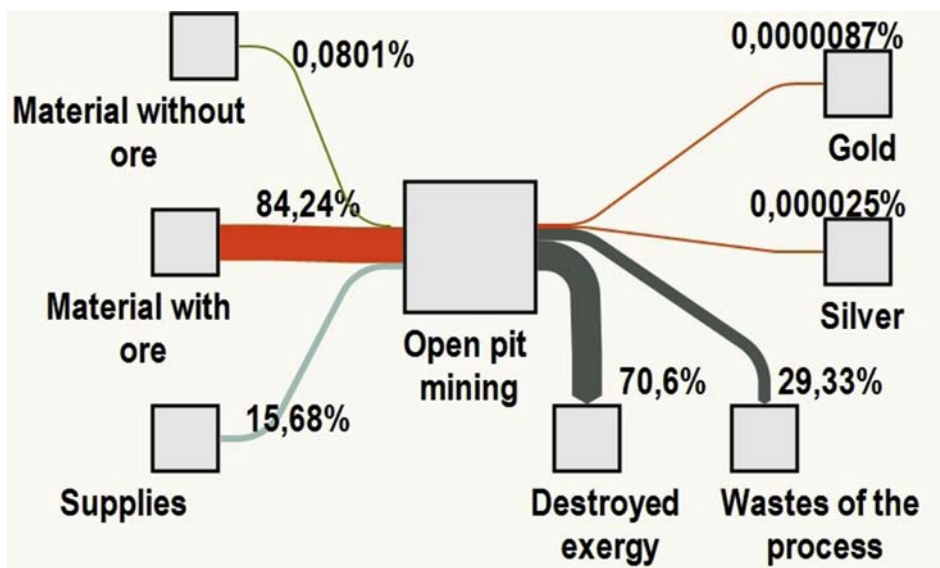 0,0801%
Material without
ore
84,24%
Material with
ore
15,68%
Supplies
Open pit
mining
0,0000087%
Gold
0,000025%
Silver
70,6%
Destroyed
exergy
29,33%
Wastes of the
process